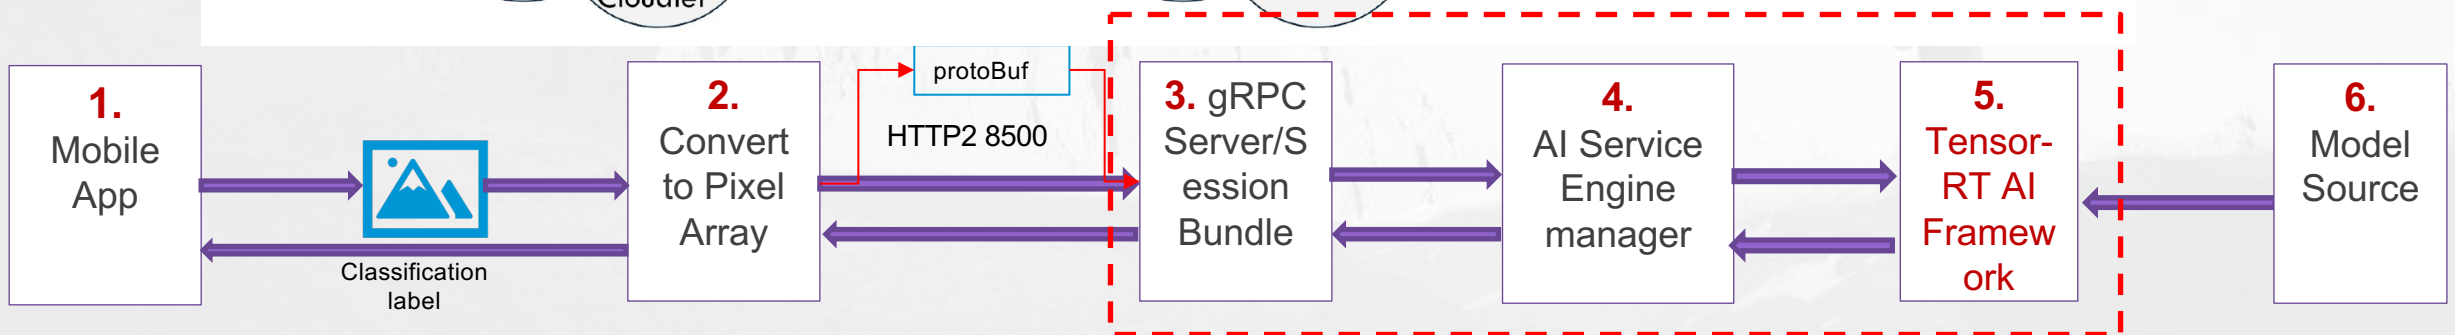 Cloudlet
1.
Mobile
App
Classification
label
2.
Convert
to Pixel
Array
protoBuf
HTTP2 8500
3. gRPC
Server/S
ession
Bundle
4.
AI Service
Engine
manager
5.
Tensor-
RT AI
Framew
ork
6.
Model
Source